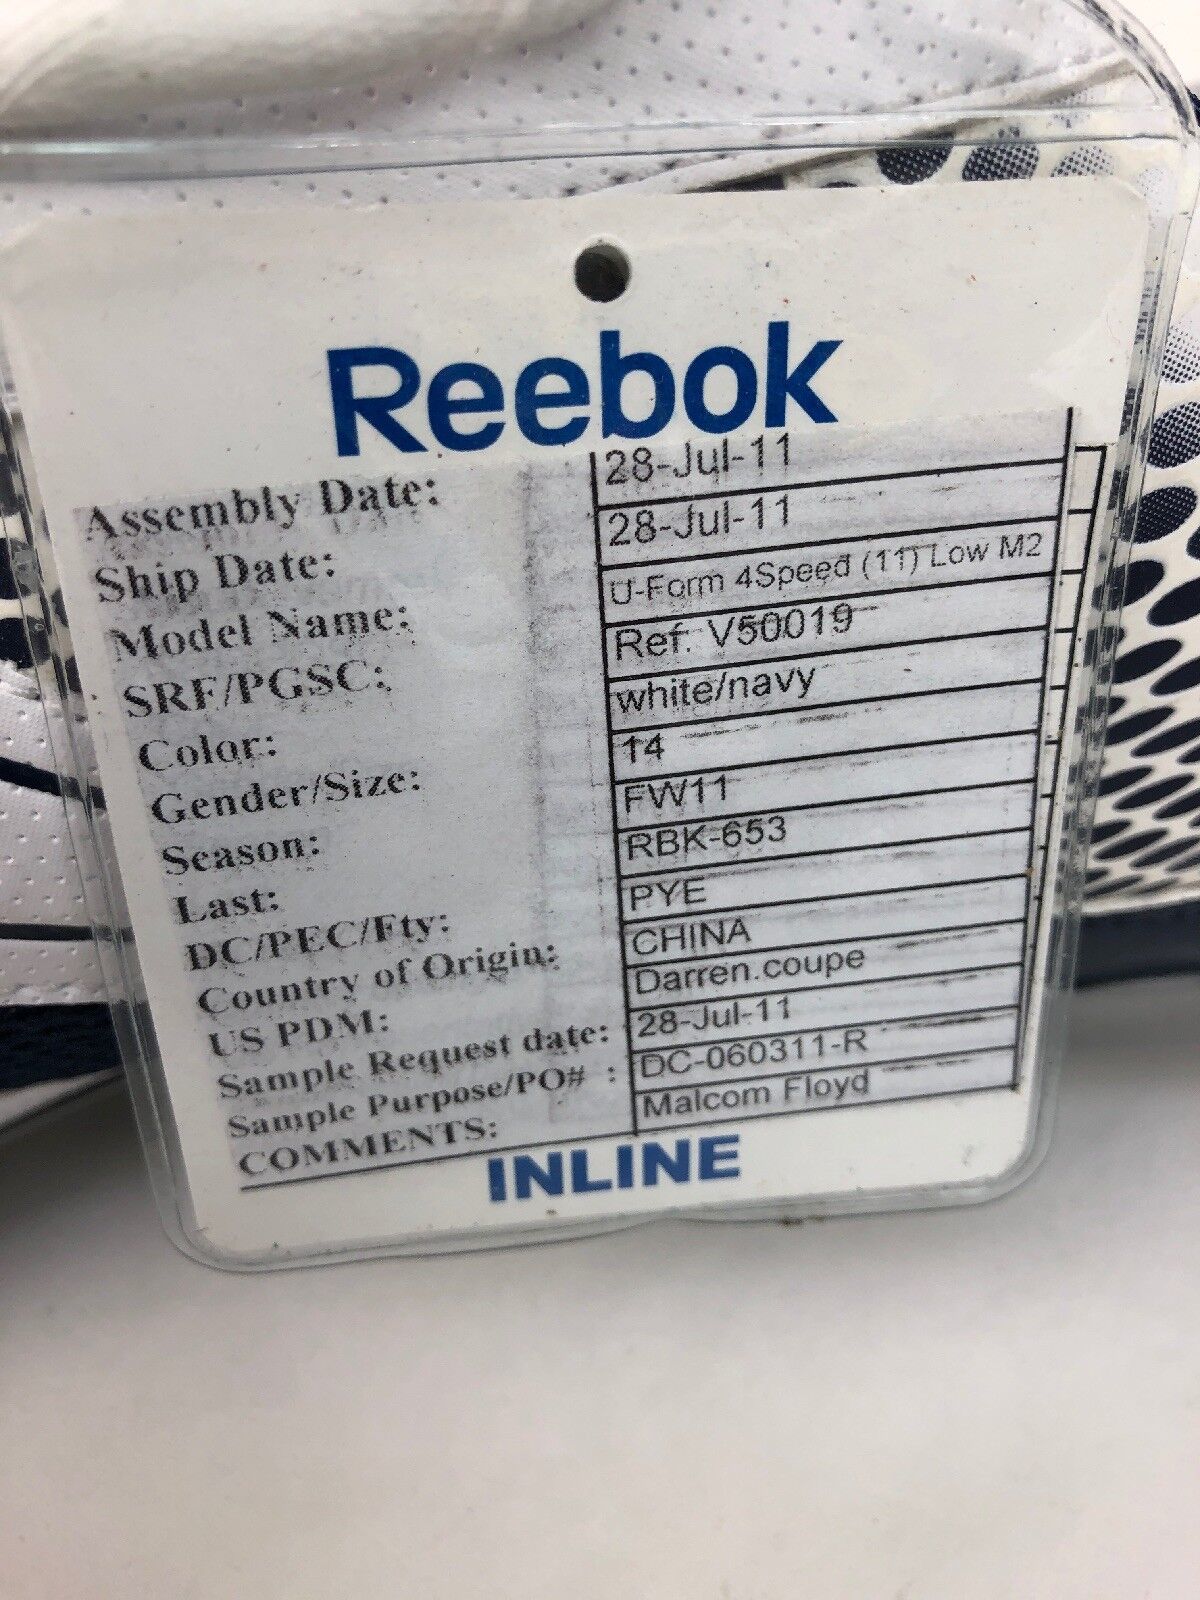 Reebok
Assembly Date: 28-Jul-11
Ship Date: 28-Jul-11
Model Name: U-Form 4Speed (11) Low M2
SRF/PGSC: Ref: V50019
Color: white/navy
Gender/Size: 14
Season: FW11
Last: RBK-653
DC/PEC/Fty: PYE
Country of Origin: CHINA
US PDM: Darren.coupe
Sample Request date: 28-Jul-11
Sample Purpose/PO# : DC-060311-R
COMMENTS: Malcom Floyd
INLINE